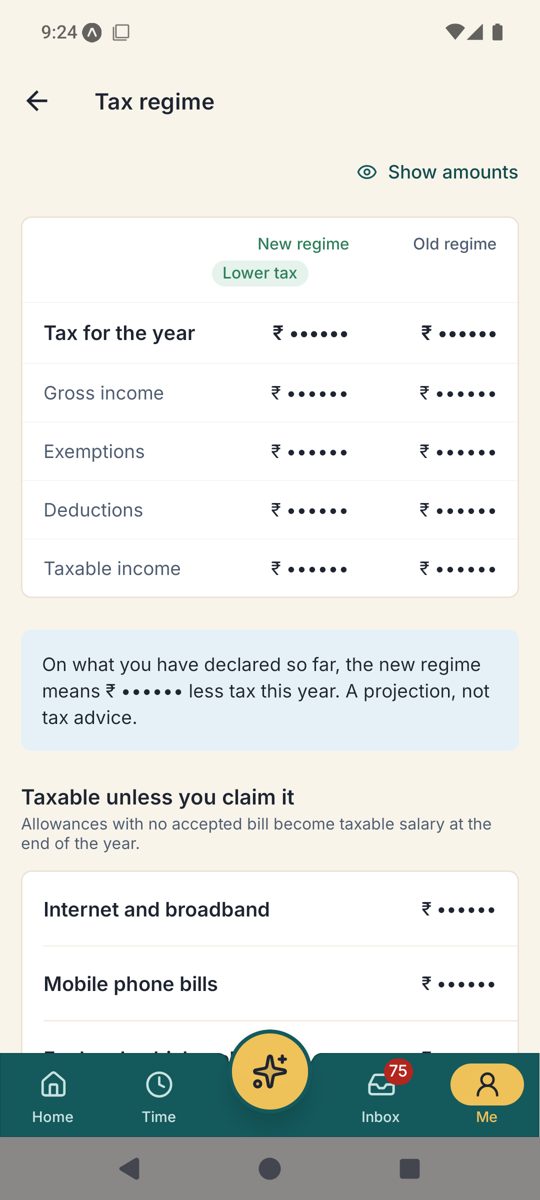 9:24
Tax regime
Show amounts
New regime Old regime
Lower tax
Tax for the year ₹ •••••• ₹ ••••••
Gross income ₹ •••••• ₹ ••••••
Exemptions ₹ •••••• ₹ ••••••
Deductions ₹ •••••• ₹ ••••••
Taxable income ₹ •••••• ₹ ••••••
On what you have declared so far, the new regime
means ₹ •••••• less tax this year. A projection, not
tax advice.
Taxable unless you claim it
Allowances with no accepted bill become taxable salary at the
end of the year.
Internet and broadband ₹ ••••••
Mobile phone bills ₹ ••••••
75
Home Time Inbox Me